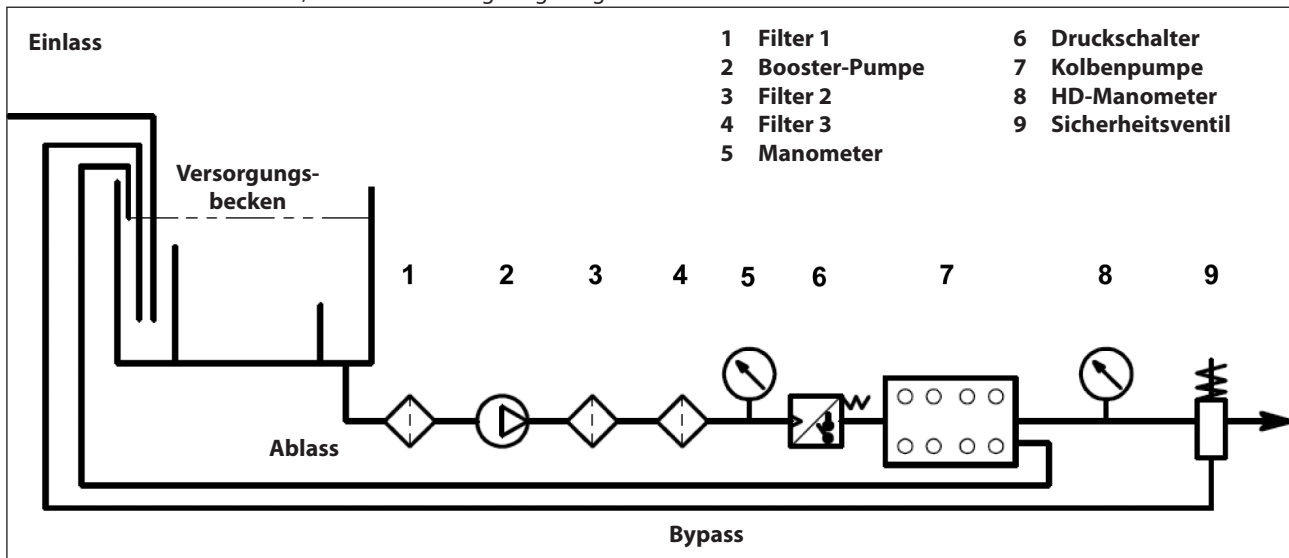 Einlass
1 Filter 1
2 Booster-Pumpe
3 Filter 2
4 Filter 3
5 Manometer
6 Druckschalter
7 Kolbenpumpe
8 HD-Manometer
9 Sicherheitsventil
Versorgungs-
becken
1 2 3 4 5 6 7 8 9
Ablass
Bypass